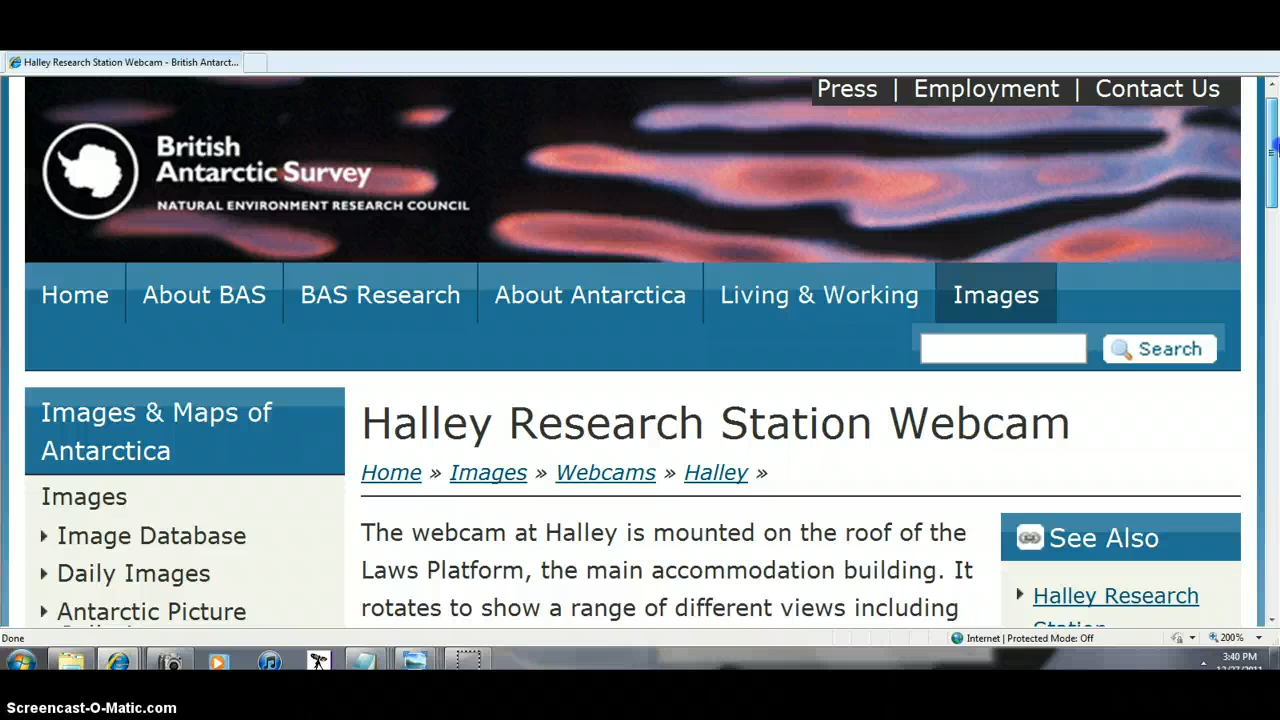 Halley Research Station Webcam - British Antarct...
Press | Employment | Contact Us
British
Antarctic Survey
NATURAL ENVIRONMENT RESEARCH COUNCIL
Home About BAS BAS Research About Antarctica Living & Working Images
Search
Images & Maps of
Antarctica
Images
Image Database
Daily Images
Antarctic Picture
Halley Research Station Webcam
Home » Images » Webcams » Halley »
The webcam at Halley is mounted on the roof of the
Laws Platform, the main accommodation building. It
rotates to show a range of different views including
See Also
Halley Research
Station
Done
Internet | Protected Mode: Off
200%
3:40 PM
12/27/2011
Screencast-O-Matic.com